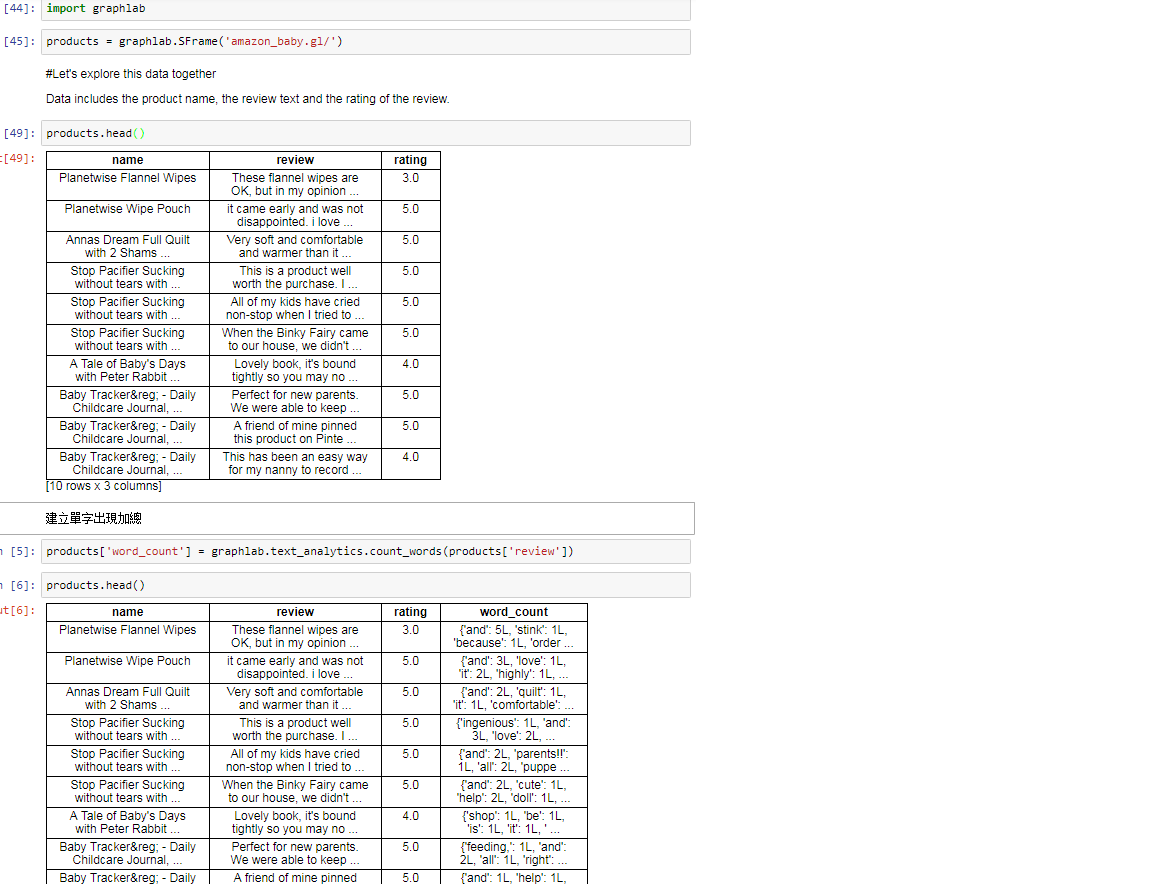 [44]: import graphlab
[45]: products = graphlab.SFrame('amazon_baby.gl/')
#Let's explore this data together
Data includes the product name, the review text and the rating of the review.
[49]: products.head()
[49]:
name review rating
Planetwise Flannel Wipes These flannel wipes are 3.0
OK, but in my opinion ...
Planetwise Wipe Pouch it came early and was not 5.0
disappointed. i love ...
Annas Dream Full Quilt Very soft and comfortable 5.0
with 2 Shams ... and warmer than it ...
Stop Pacifier Sucking This is a product well 5.0
without tears with ... worth the purchase. I ...
Stop Pacifier Sucking All of my kids have cried 5.0
without tears with ... non-stop when I tried to ...
Stop Pacifier Sucking When the Binky Fairy came 5.0
without tears with ... to our house, we didn't ...
A Tale of Baby's Days Lovely book, it's bound 4.0
with Peter Rabbit ... tightly so you may no ...
Baby Tracker&reg; - Daily Perfect for new parents. 5.0
Childcare Journal, ... We were able to keep ...
Baby Tracker&reg; - Daily A friend of mine pinned 5.0
Childcare Journal, ... this product on Pinte ...
Baby Tracker&reg; - Daily This has been an easy way 4.0
Childcare Journal, ... for my nanny to record ...
[10 rows x 3 columns]
建立單字出現加總
[5]: products['word_count'] = graphlab.text_analytics.count_words(products['review'])
[6]: products.head()
[6]:
name review rating word_count
Planetwise Flannel Wipes These flannel wipes are 3.0 {'and': 5L, 'stink': 1L,
OK, but in my opinion ... 'because': 1L, 'order ...
Planetwise Wipe Pouch it came early and was not 5.0 {'and': 3L, 'love': 1L,
disappointed. i love ... 'it': 2L, 'highly': 1L, ...
Annas Dream Full Quilt Very soft and comfortable 5.0 {'and': 2L, 'quilt': 1L,
with 2 Shams ... and warmer than it ... 'it': 1L, 'comfortable': ...
Stop Pacifier Sucking This is a product well 5.0 {'ingenious': 1L, 'and':
without tears with ... worth the purchase. I ... 3L, 'love': 2L, ...
Stop Pacifier Sucking All of my kids have cried 5.0 {'and': 2L, 'parents!!':
without tears with ... non-stop when I tried to ... 1L, 'all': 2L, 'puppe ...
Stop Pacifier Sucking When the Binky Fairy came 5.0 {'and': 2L, 'cute': 1L,
without tears with ... to our house, we didn't ... 'help': 2L, 'doll': 1L, ...
A Tale of Baby's Days Lovely book, it's bound 4.0 {'shop': 1L, 'be': 1L,
with Peter Rabbit ... tightly so you may no ... 'is': 1L, 'it': 1L, ' ...
Baby Tracker&reg; - Daily Perfect for new parents. 5.0 {'feeding,': 1L, 'and':
Childcare Journal, ... We were able to keep ... 2L, 'all': 1L, 'right': ...
Baby Tracker&reg; - Daily A friend of mine pinned 5.0 {'and': 1L, 'help': 1L,